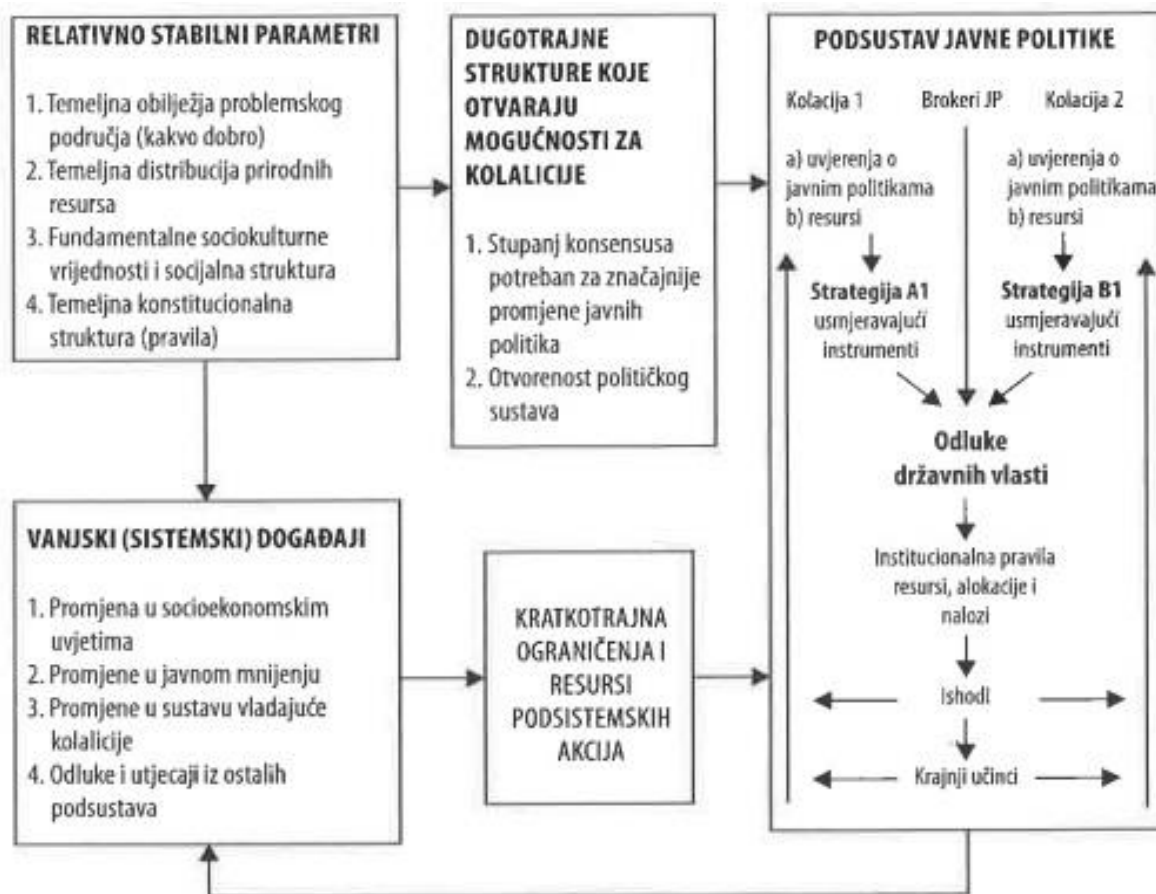 RELATIVNO STABILNI PARAMETRI
1. Temeljna obilježja problemskog
područja (kakvo dobro)
2. Temeljna distribucija prirodnih
resursa
3. Fundamentalne sociokulturne
vrijednosti i socijalna struktura
4. Temeljna konstitucionalna
struktura (pravila)
DUGOTRAJNE
STRUKTURE KOJE
OTVARAJU
MOGUĆNOSTI ZA
KOLALICIJE
1. Stupanj konsensusa
potreban za značajnije
promjene javnih
politika
2. Otvorenost političkog
sustava
PODSUSTAV JAVNE POLITIKE
Kolacija 1
Brokeri JP
Kolacija 2
a) uvjerenja o
javnim politikama
b) resursi
a) uvjerenja o
javnim politikama
b) resursi
Strategija A1
usmjeravajući
instrumenti
Strategija B1
usmjeravajući
instrumenti
Odluke
državnih vlasti
Institucionalna pravila
resursi, alokacije i
nalozi
Ishodi
Krajnji učinci
VANJSKI (SISTEMSKI) DOGAĐAJI
1. Promjena u socioekonomskim
uvjetima
2. Promjene u javnom mnijenju
3. Promjene u sustavu vladajuće
kolalicije
4. Odluke i utjecaji iz ostalih
podsustava
KRATKOTRAJNA
OGRANIČENJA I
RESURSI
PODSISTEMSKIH
AKCIJA